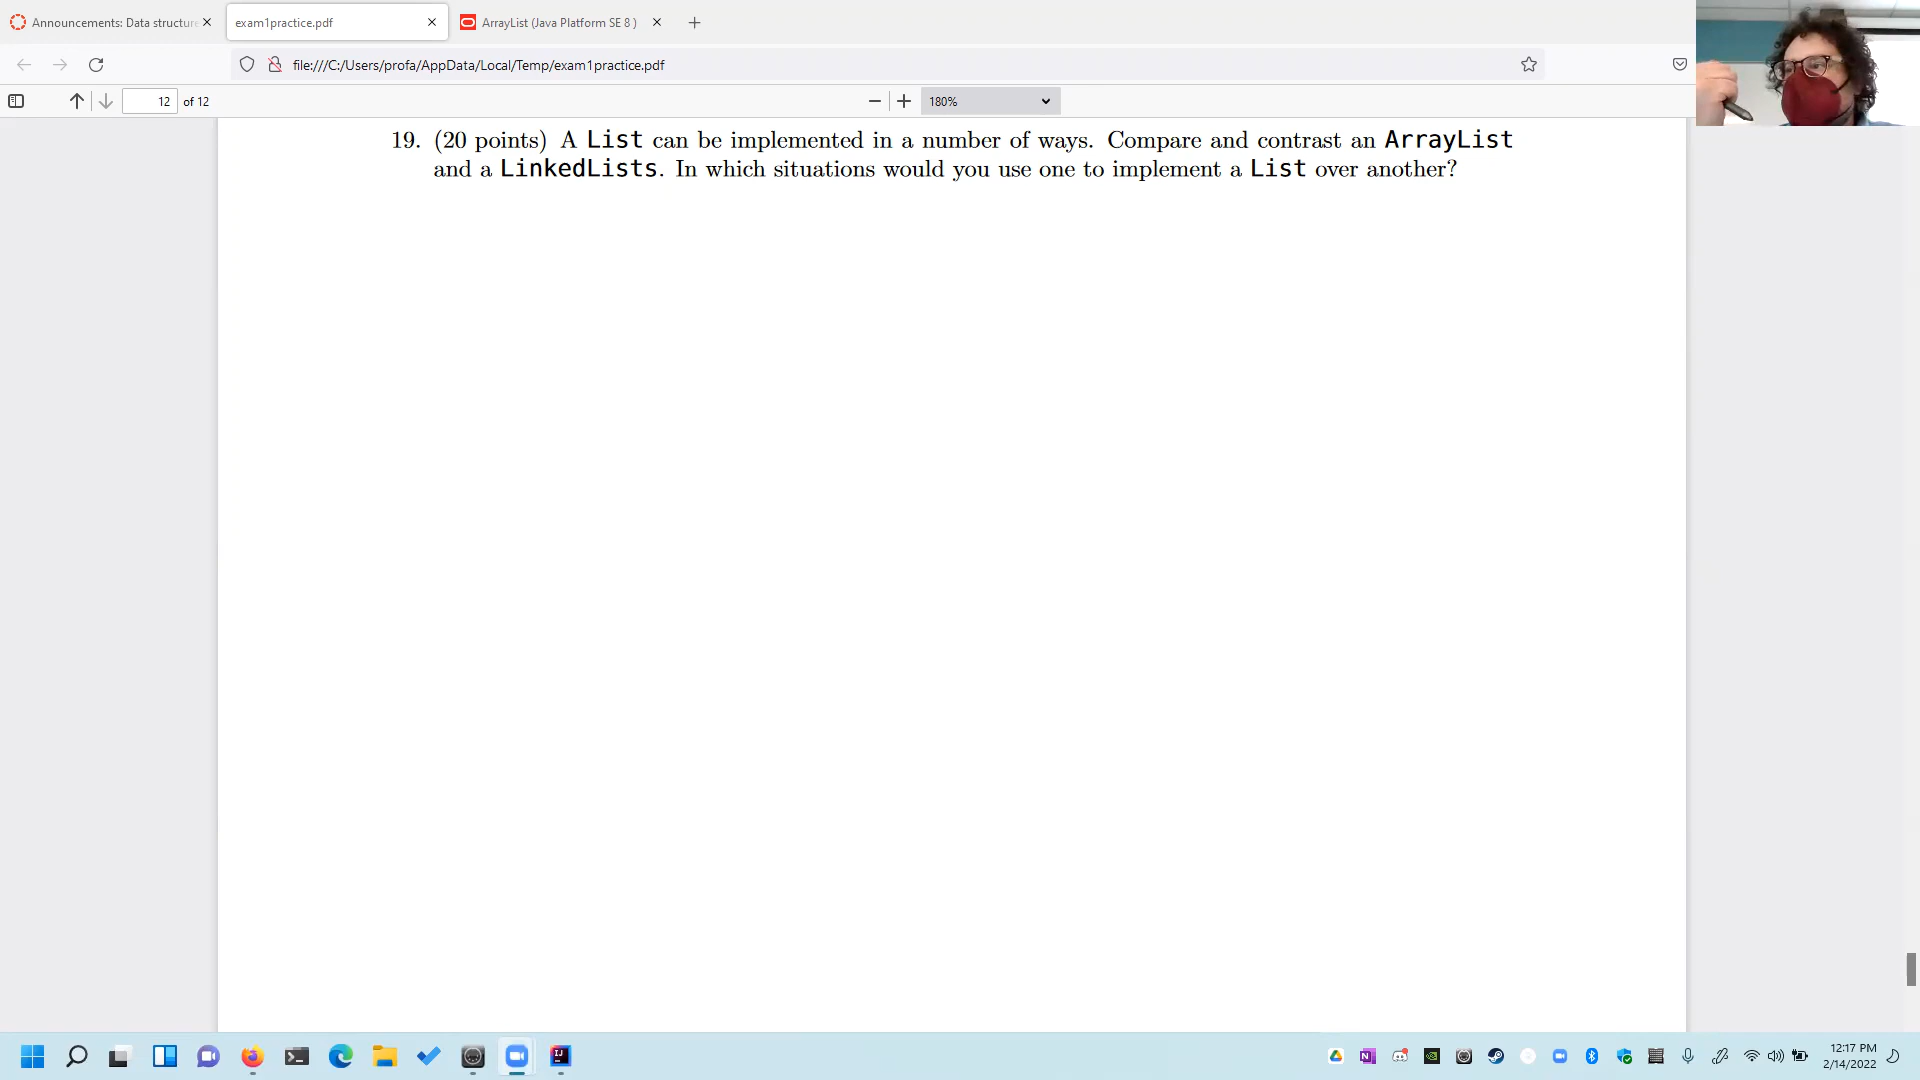 Announcements: Data structure
exam1practice.pdf
ArrayList (Java Platform SE 8 )
file:///C:/Users/profa/AppData/Local/Temp/exam1practice.pdf
12 of 12
180%
19. (20 points) A List can be implemented in a number of ways. Compare and contrast an ArrayList
and a LinkedLists. In which situations would you use one to implement a List over another?
12:17 PM
2/14/2022